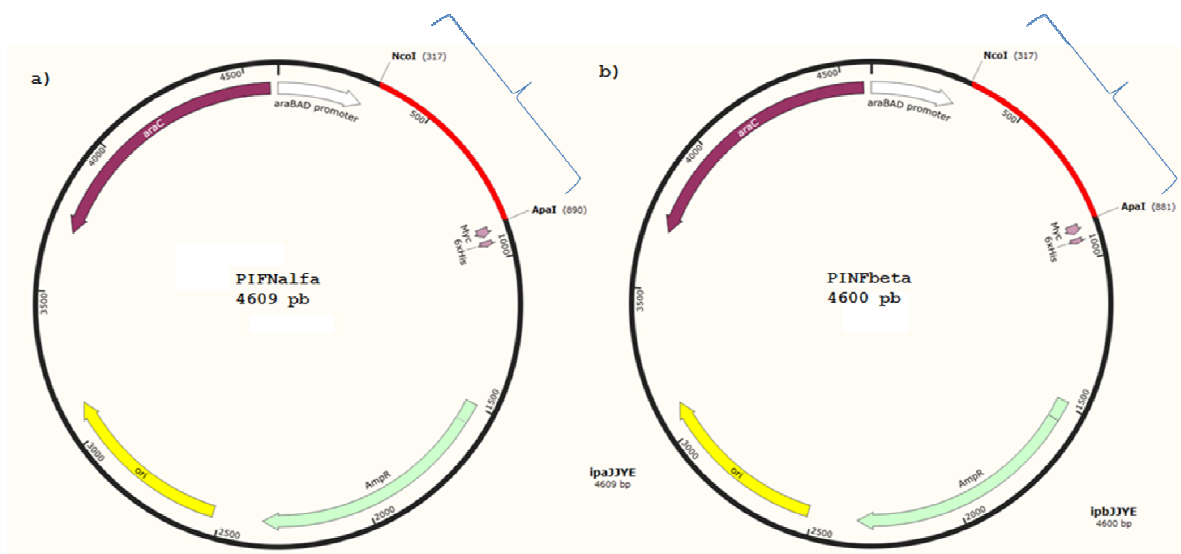 a)
NcoI (317)
4500
araBAD promoter
araC
500
4000
ApaI (890)
Myc
6xHis
1000
PIFNalfa
4609 pb
3500
1500
3000
ori
AmpR
2500
2000
b)
NcoI (317)
4500
araBAD promoter
araC
500
4000
ApaI (881)
Myc
6xHis
1000
PINFbeta
4600 pb
3500
1500
3000
ori
AmpR
2500
2000
ipaJJYE
4609 bp
ipbJJYE
4600 bp